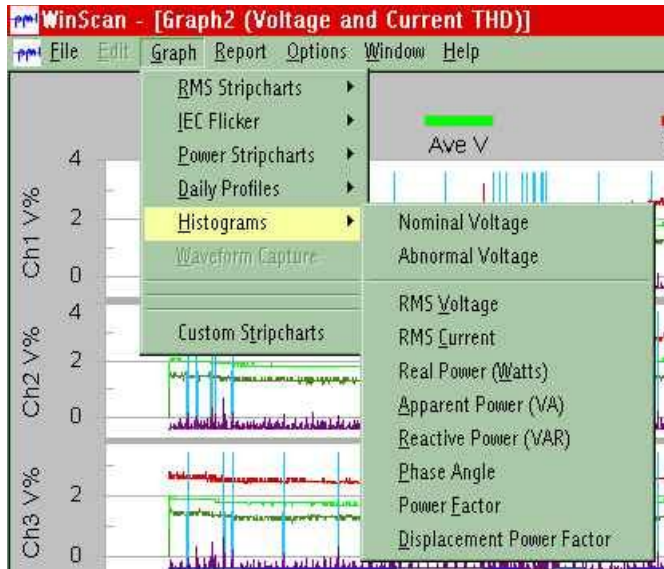 pmi WinScan - [Graph2 (Voltage and Current THD)]
pmi File Edit Graph Report Options Window Help
RMS Stripcharts
IEC Flicker
Power Stripcharts
Daily Profiles
Histograms
Waveform Capture
Custom Stripcharts
Nominal Voltage
Abnormal Voltage
RMS Voltage
RMS Current
Real Power (Watts)
Apparent Power (VA)
Reactive Power (VAR)
Phase Angle
Power Factor
Displacement Power Factor
Ave V
4
Ch1 V%
2
0
4
Ch2 V%
2
0
Ch3 V%
2
0